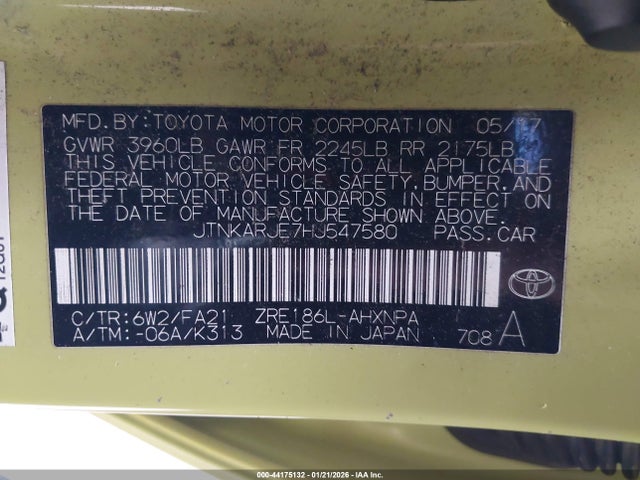 MFD.BY:TOYOTA MOTOR CORPORATION 05/17
GVWR 3960LB GAWR FR 2245LB RR 2175LB
THIS VEHICLE CONFORMS TO ALL APPLICABLE
FEDERAL MOTOR VEHICLE SAFETY,BUMPER,AND
THEFT PREVENTION STANDARDS IN EFFECT ON
THE DATE OF MANUFACTURE SHOWN ABOVE.
JTNKARJE7HJ547580 PASS.CAR
C/TR:6W2/FA21 ZRE186L-AHXNPA
A/TM:-06A/K313 MADE IN JAPAN 708 A
000-44175132 - 01/21/2026 - IAA Inc.